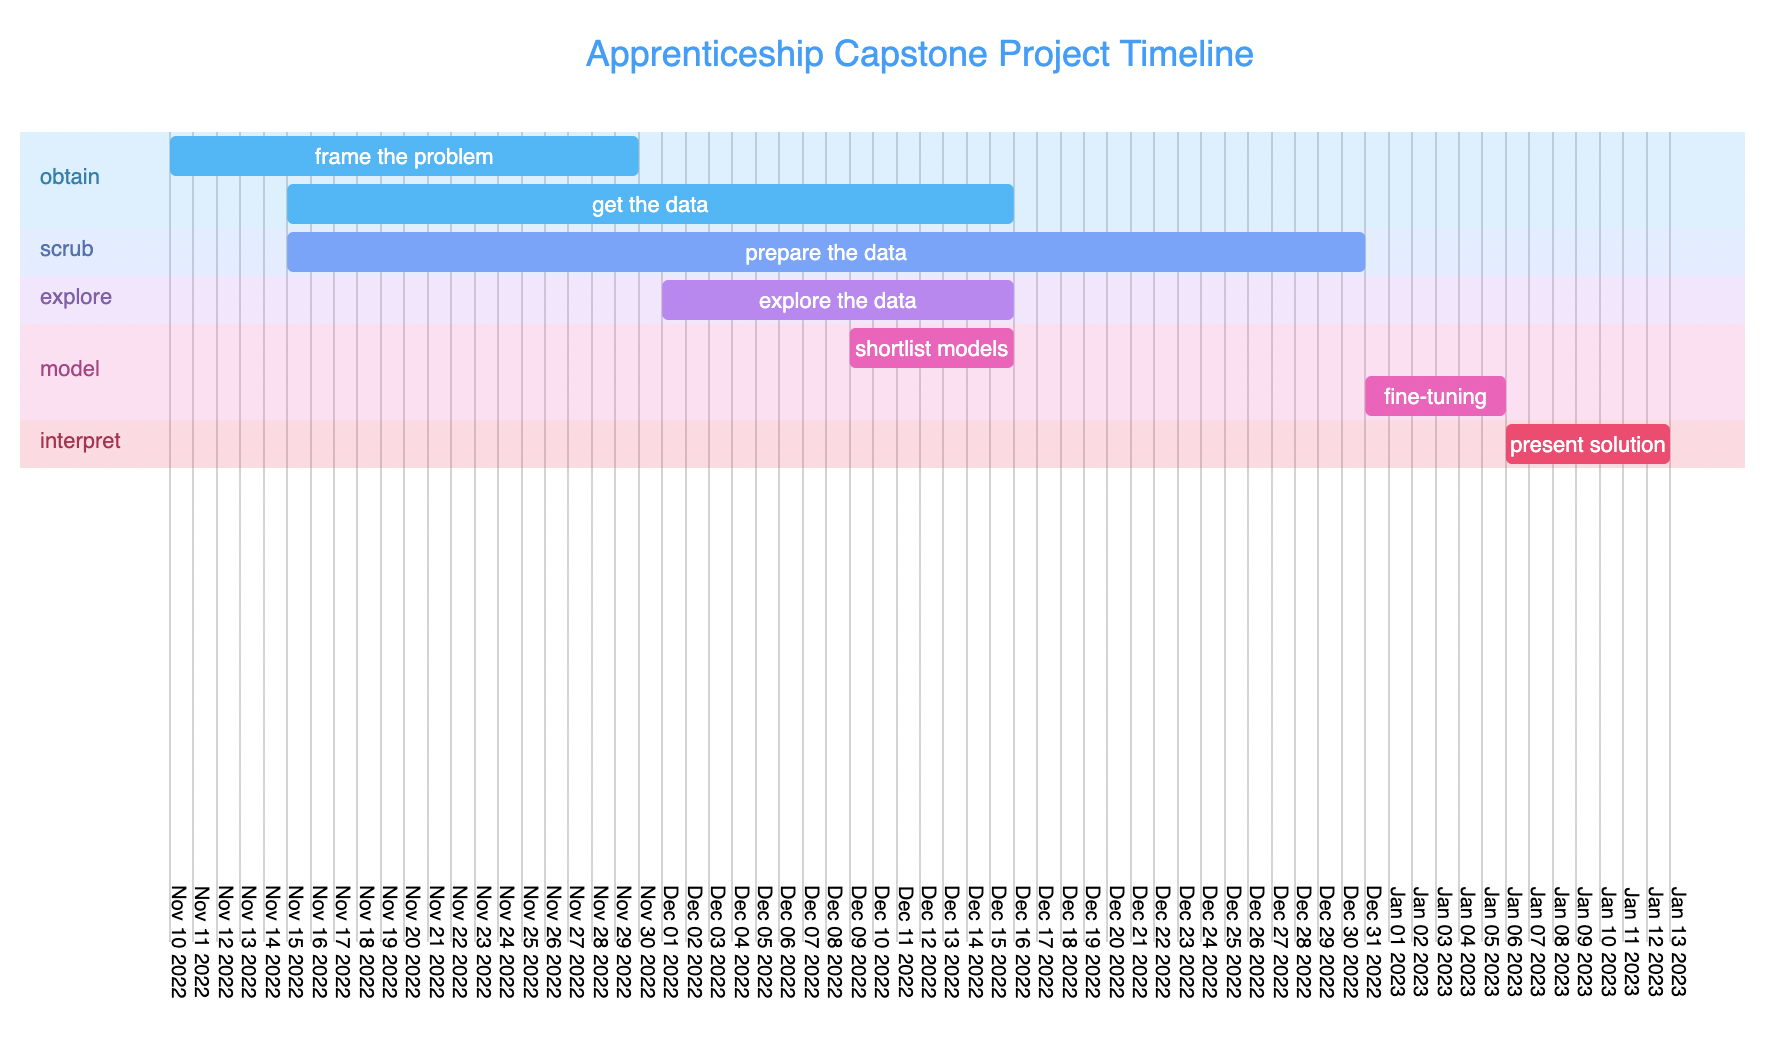 Apprenticeship Capstone Project Timeline
obtain
frame the problem
get the data
scrub
prepare the data
explore
explore the data
model
shortlist models
fine-tuning
interpret
present solution
Nov 10 2022
Nov 11 2022
Nov 12 2022
Nov 13 2022
Nov 14 2022
Nov 15 2022
Nov 16 2022
Nov 17 2022
Nov 18 2022
Nov 19 2022
Nov 20 2022
Nov 21 2022
Nov 22 2022
Nov 23 2022
Nov 24 2022
Nov 25 2022
Nov 26 2022
Nov 27 2022
Nov 28 2022
Nov 29 2022
Nov 30 2022
Dec 01 2022
Dec 02 2022
Dec 03 2022
Dec 04 2022
Dec 05 2022
Dec 06 2022
Dec 07 2022
Dec 08 2022
Dec 09 2022
Dec 10 2022
Dec 11 2022
Dec 12 2022
Dec 13 2022
Dec 14 2022
Dec 15 2022
Dec 16 2022
Dec 17 2022
Dec 18 2022
Dec 19 2022
Dec 20 2022
Dec 21 2022
Dec 22 2022
Dec 23 2022
Dec 24 2022
Dec 25 2022
Dec 26 2022
Dec 27 2022
Dec 28 2022
Dec 29 2022
Dec 30 2022
Dec 31 2022
Jan 01 2023
Jan 02 2023
Jan 03 2023
Jan 04 2023
Jan 05 2023
Jan 06 2023
Jan 07 2023
Jan 08 2023
Jan 09 2023
Jan 10 2023
Jan 11 2023
Jan 12 2023
Jan 13 2023